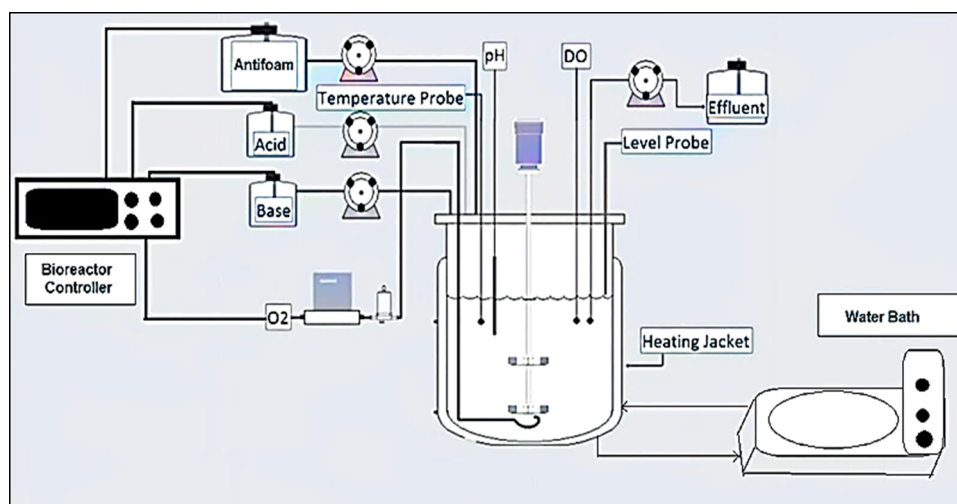 Antifoam
pH
DO
Temperature Probe
Effluent
Acid
Level Probe
Base
Bioreactor
Controller
O2
Water Bath
Heating Jacket